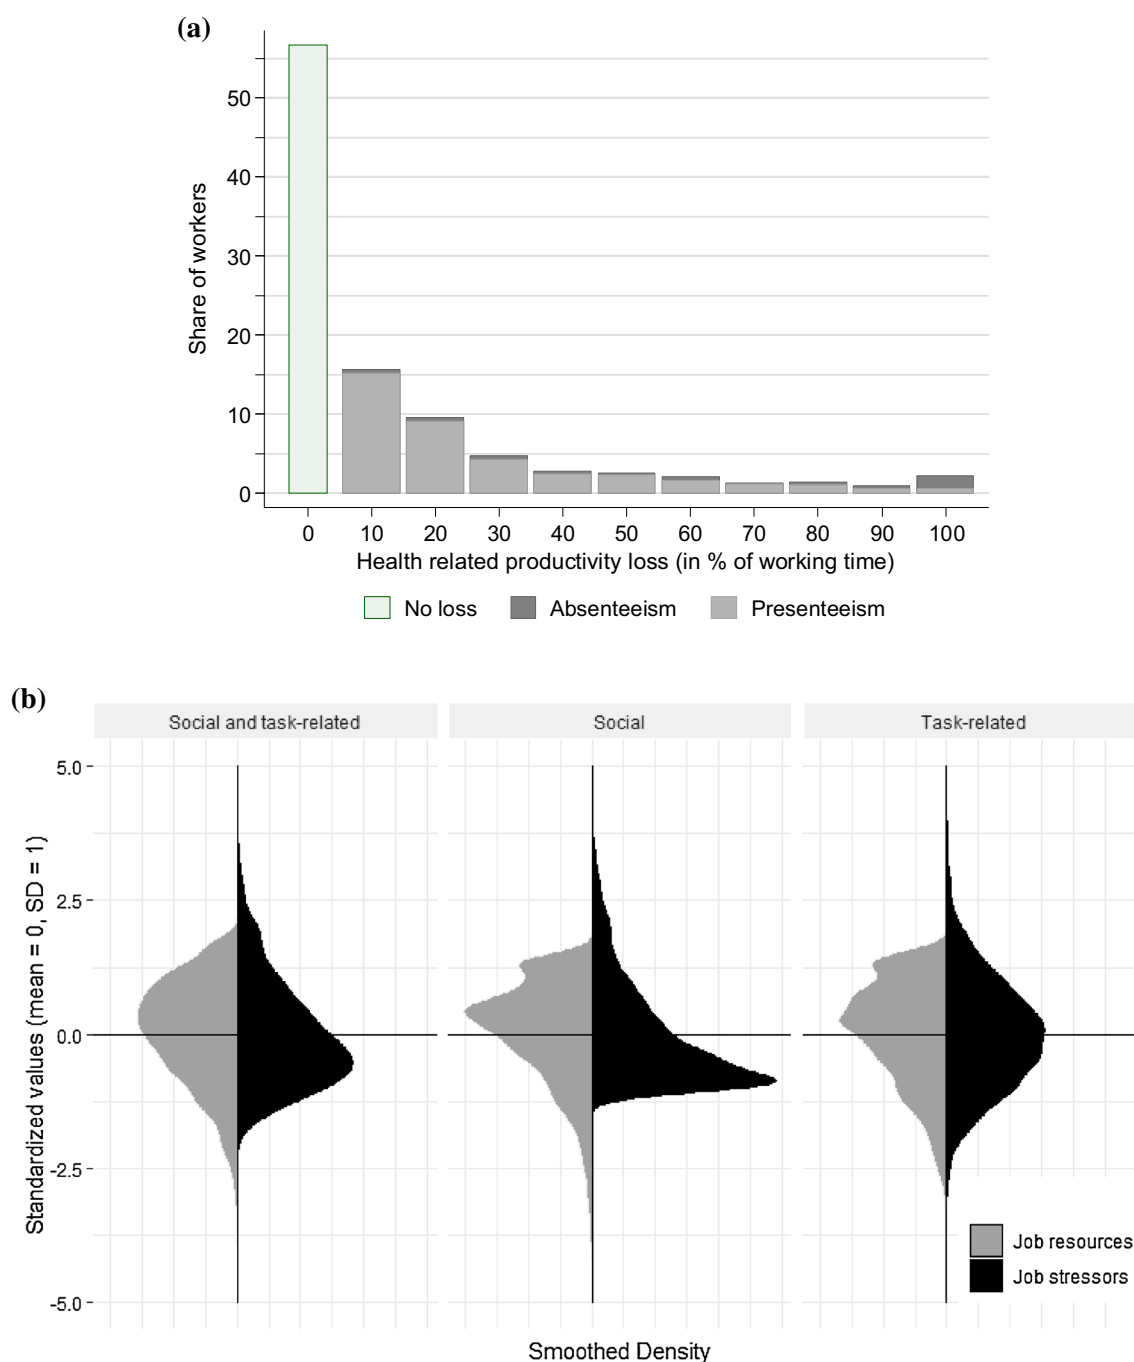 (a)
Share of workers
50
40
30
20
10
0
0 10 20 30 40 50 60 70 80 90 100
Health related productivity loss (in % of working time)
No loss Absenteeism Presenteeism
(b)
Social and task-related Social Task-related
Standardized values (mean = 0, SD = 1)
5.0
2.5
0.0
-2.5
-5.0
Job resources
Job stressors
Smoothed Density